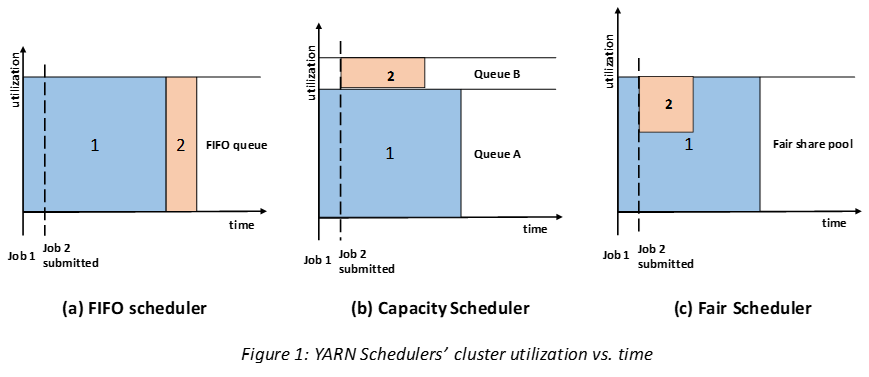 utilization
1
2
FIFO queue
time
Job 1
Job 2
submitted
(a) FIFO scheduler
utilization
2
Queue B
1
Queue A
time
Job 1
Job 2
submitted
(b) Capacity Scheduler
utilization
2
1
Fair share pool
time
Job 1
Job 2
submitted
(c) Fair Scheduler
Figure 1: YARN Schedulers’ cluster utilization vs. time